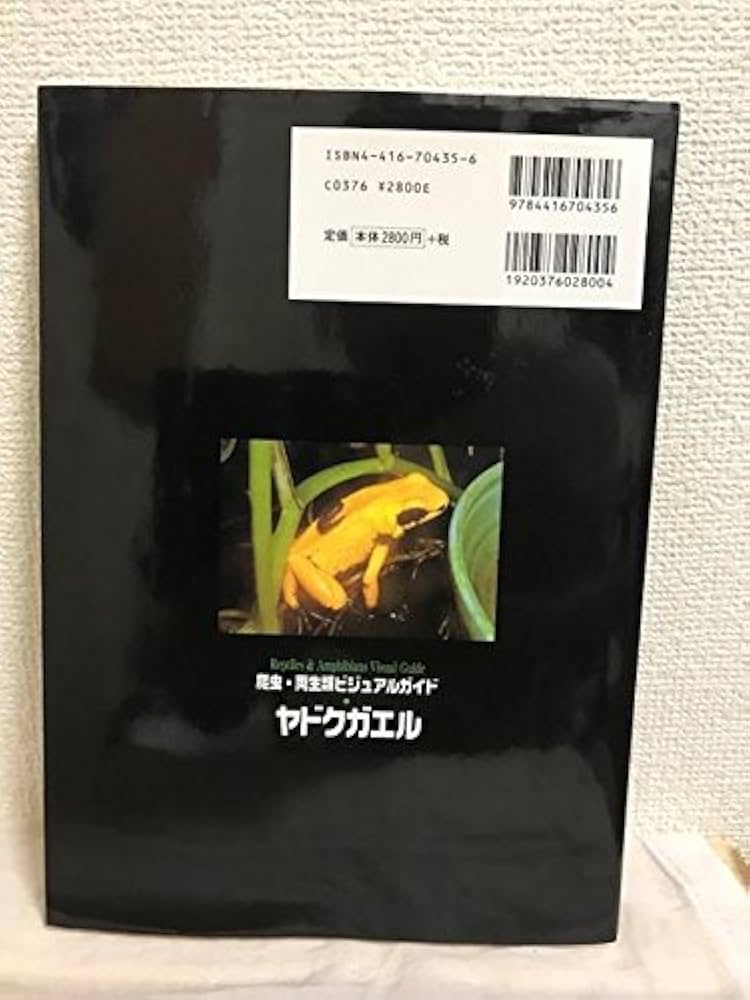 ISBN4-416-70435-6
C0376 ¥2800E
9784416704356
定価 本体2800円 +税
1920376028004
Reptiles & Amphibians Visual Guide
爬虫・両生類ビジュアルガイド
ヤドクガエル